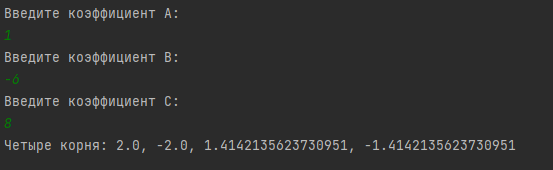 Введите коэффициент A:
1
Введите коэффициент B:
-6
Введите коэффициент C:
8
Четыре корня: 2.0, -2.0, 1.4142135623730951, -1.4142135623730951